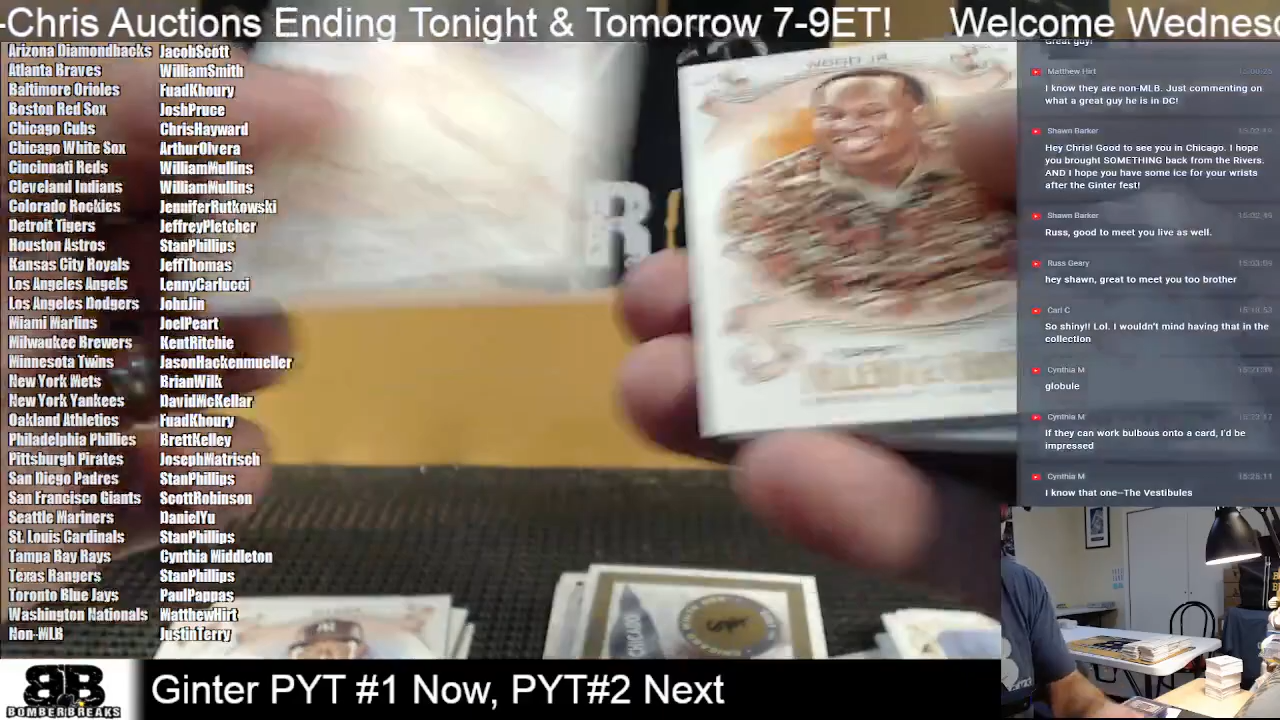 -Chris Auctions Ending Tonight & Tomorrow 7-9ET! Welcome Wednes
Arizona Diamondbacks JacobScott
Atlanta Braves WilliamSmith
Baltimore Orioles FuadKhoury
Boston Red Sox JoshPruce
Chicago Cubs ChrisHayward
Chicago White Sox ArthurOlvera
Cincinnati Reds WilliamMullins
Cleveland Indians WilliamMullins
Colorado Rockies JenniferRutkowski
Detroit Tigers JeffreyPletcher
Houston Astros StanPhillips
Kansas City Royals JeffThomas
Los Angeles Angels LennyCarlucci
Los Angeles Dodgers JohnJin
Miami Marlins JoelPeart
Milwaukee Brewers KentRitchie
Minnesota Twins JasonHackenmueller
New York Mets BrianWilk
New York Yankees DavidMcKellar
Oakland Athletics FuadKhoury
Philadelphia Phillies BrettKelley
Pittsburgh Pirates JosephMatrisch
San Diego Padres StanPhillips
San Francisco Giants ScottRobinson
Seattle Mariners DanielYu
St. Louis Cardinals StanPhillips
Tampa Bay Rays Cynthia Middleton
Texas Rangers StanPhillips
Toronto Blue Jays PaulPappas
Washington Nationals MatthewHirt
Non-MLB JustinTerry
WOOD JR
CHICAGO
Great guy!
Matthew Hirt
I know they are non-MLB. Just commenting on
what a great guy he is in DC!
Shawn Barker
Hey Chris! Good to see you in Chicago. I hope
you brought SOMETHING back from the Rivers.
AND I hope you have some ice for your wrists
after the Ginter fest!
Shawn Barker
Russ, good to meet you live as well.
Russ Geary
hey shawn, great to meet you too brother
Carl C
So shiny!! Lol. I wouldn't mind having that in the
collection
Cynthia M
globule
Cynthia M
If they can work bulbous onto a card, I'd be
impressed
Cynthia M
I know that one—The Vestibules
BB
BOMBERBREAKS
Ginter PYT #1 Now, PYT#2 Next